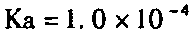 Ka = 1.0 × 10⁻⁴